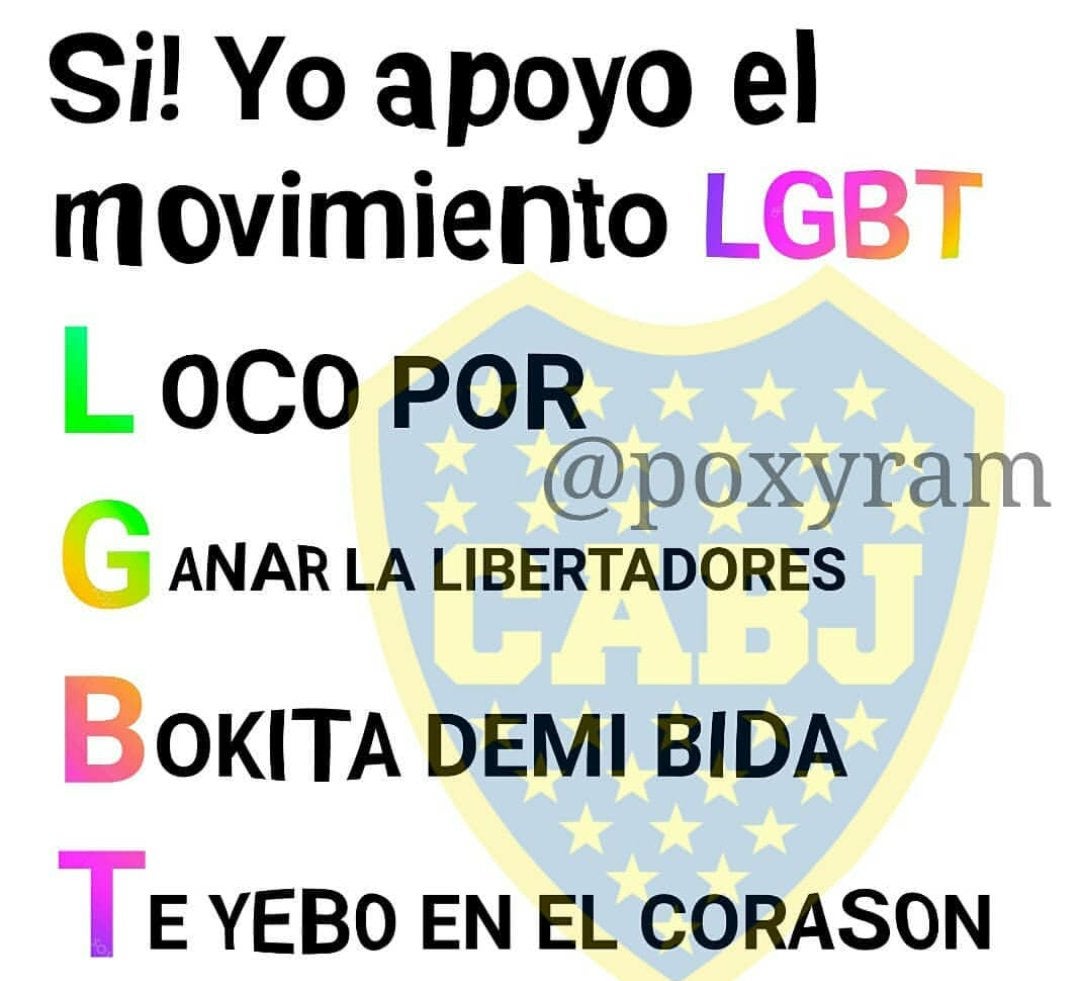 Si! Yo apoyo el
movimiento LGBT
LOCO POR
@poxyram
GANAR LA LIBERTADORES
CABJ
BOKITA DEMI BIDA
TE YEBO EN EL CORASON